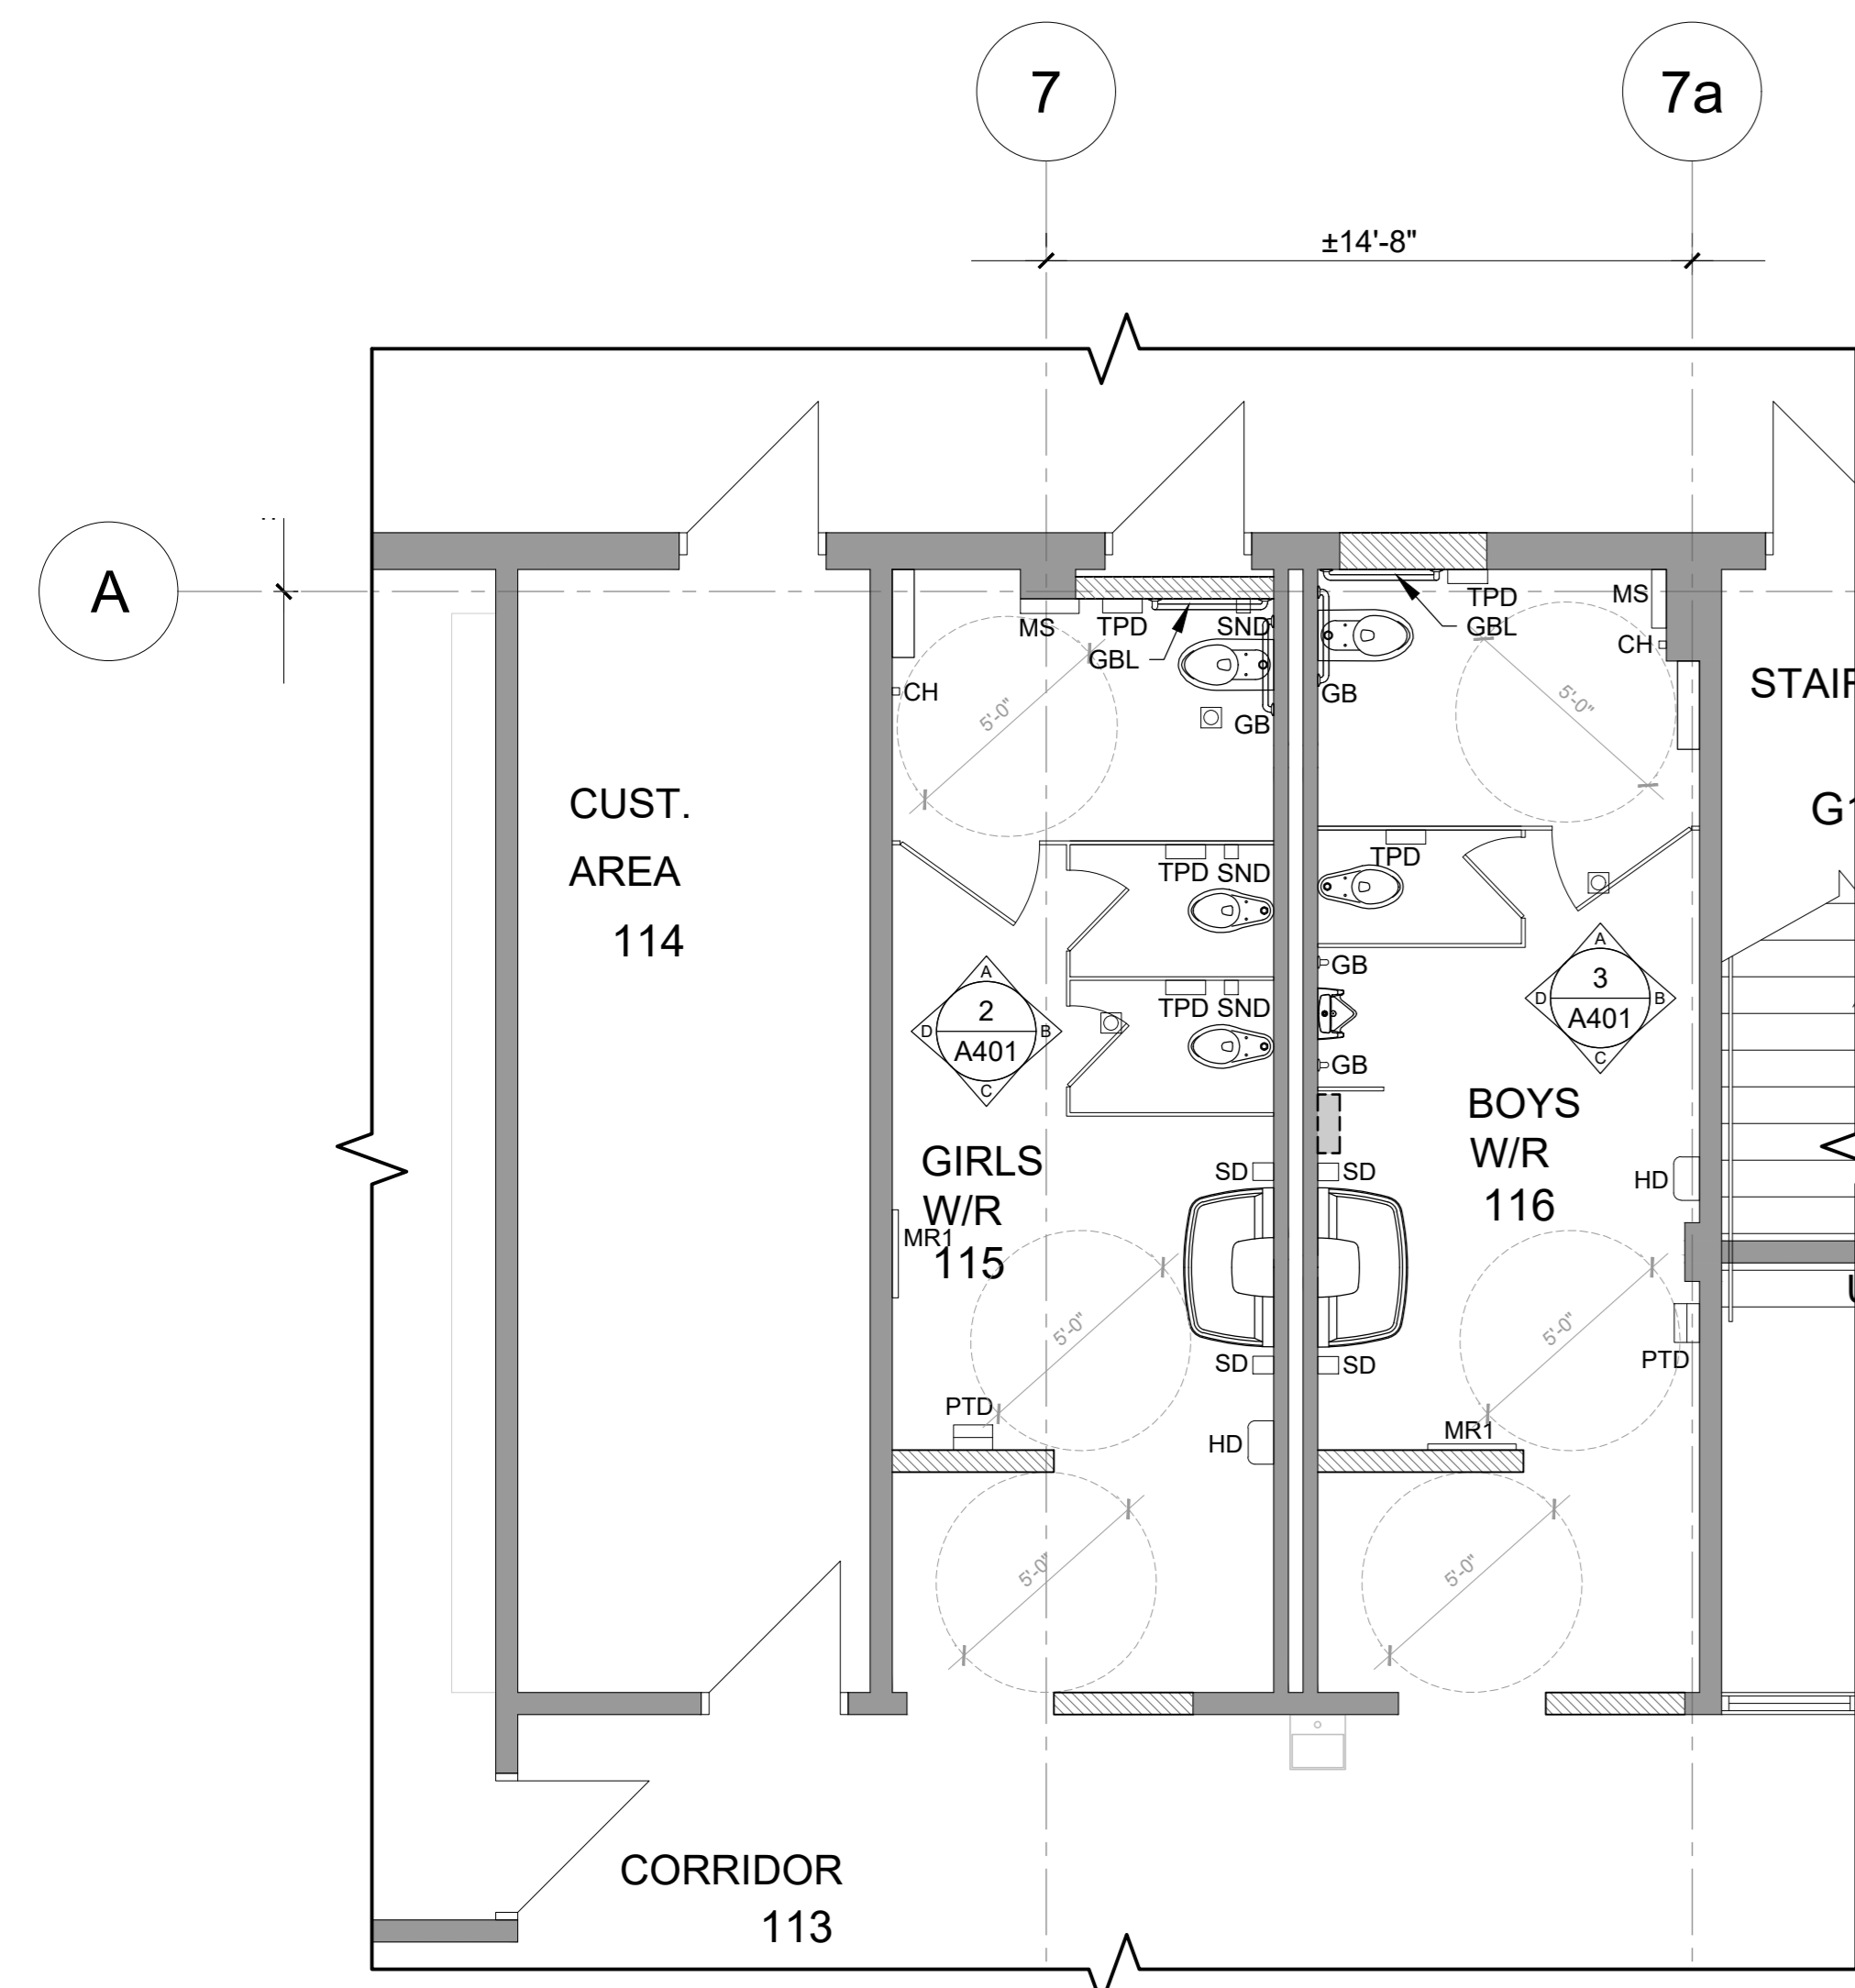 7
7a
±14'-8"
A
MS
TPD
SND
GBL
CH
GB
5'-0"
TPD
GBL
MS
CH
GB
5'-0"
STAIR
CUST.
AREA
114
TPD SND
TPD
A
D
2
B
A401
C
TPD SND
GB
GB
A
D
3
B
A401
C
GIRLS
W/R
115
MR1
BOYS
W/R
116
SD
SD
HD
5'-0"
5'-0"
SD
SD
PTD
PTD
HD
MR1
5'-0"
5'-0"
CORRIDOR
113